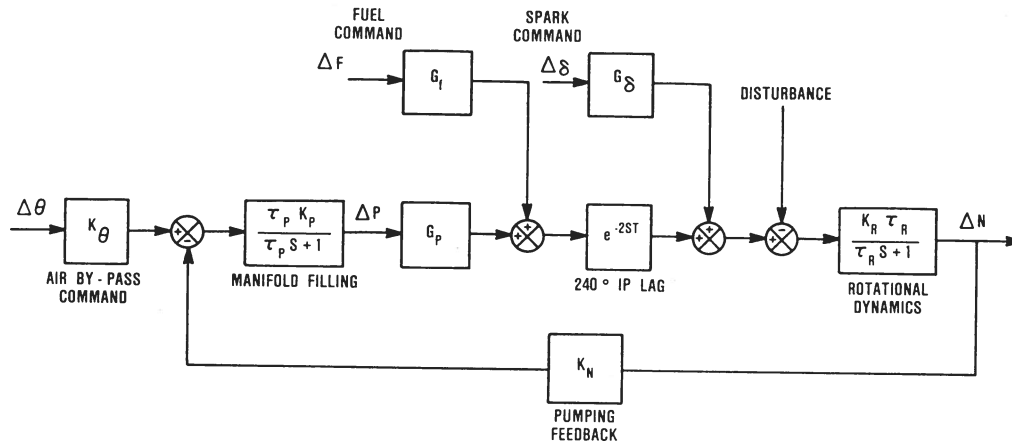 FUEL
COMMAND
SPARK
COMMAND
ΔF
G_f
Δδ
G_δ
DISTURBANCE
Δθ
K_θ
+
−
τ_P K_P
τ_P S + 1
ΔP
G_P
+
+
e^-2ST
+
+
−
+
K_R τ_R
τ_R S + 1
ΔN
AIR BY-PASS
COMMAND
MANIFOLD FILLING
240° IP LAG
ROTATIONAL
DYNAMICS
K_N
PUMPING
FEEDBACK